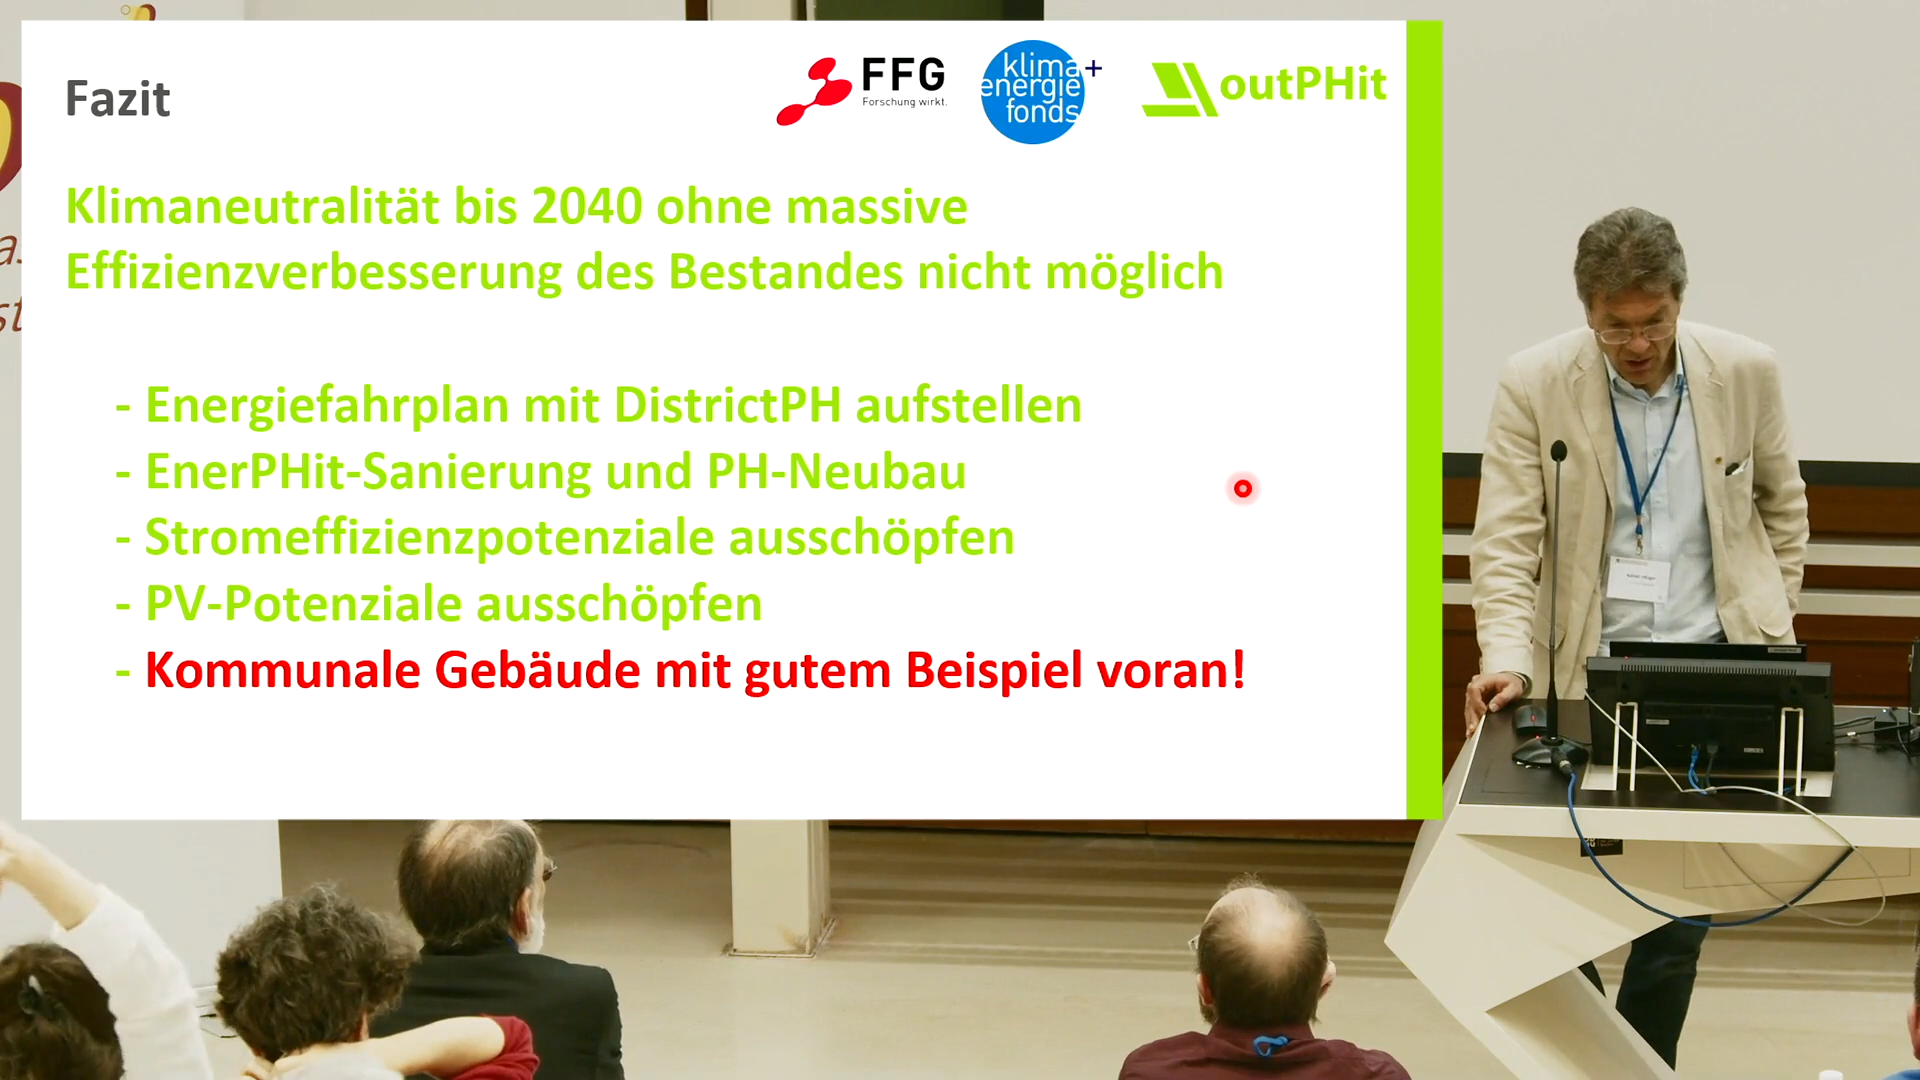 Fazit
FFG
Forschung wirkt.
klima+
energie
fonds
outPHit
Klimaneutralität bis 2040 ohne massive
Effizienzverbesserung des Bestandes nicht möglich
- Energiefahrplan mit DistrictPH aufstellen
- EnerPHit-Sanierung und PH-Neubau
- Stromeffizienzpotenziale ausschöpfen
- PV-Potenziale ausschöpfen
- Kommunale Gebäude mit gutem Beispiel voran!